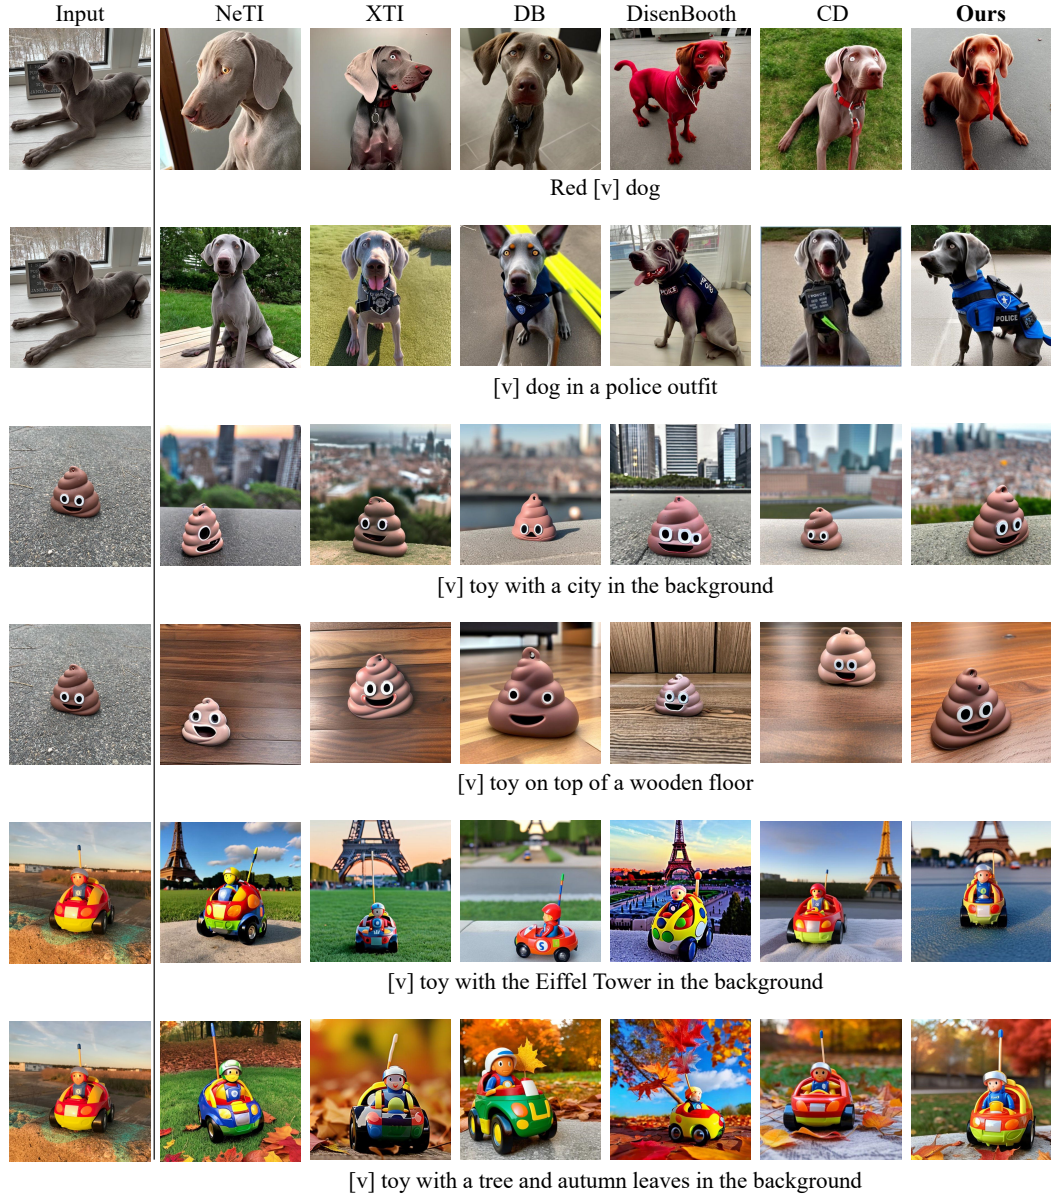 Input NeTI XTI DB DisenBooth CD Ours
Red [v] dog
POLICE
POLICE
[v] dog in a police outfit
[v] toy with a city in the background
[v] toy on top of a wooden floor
[v] toy with the Eiffel Tower in the background
[v] toy with a tree and autumn leaves in the background